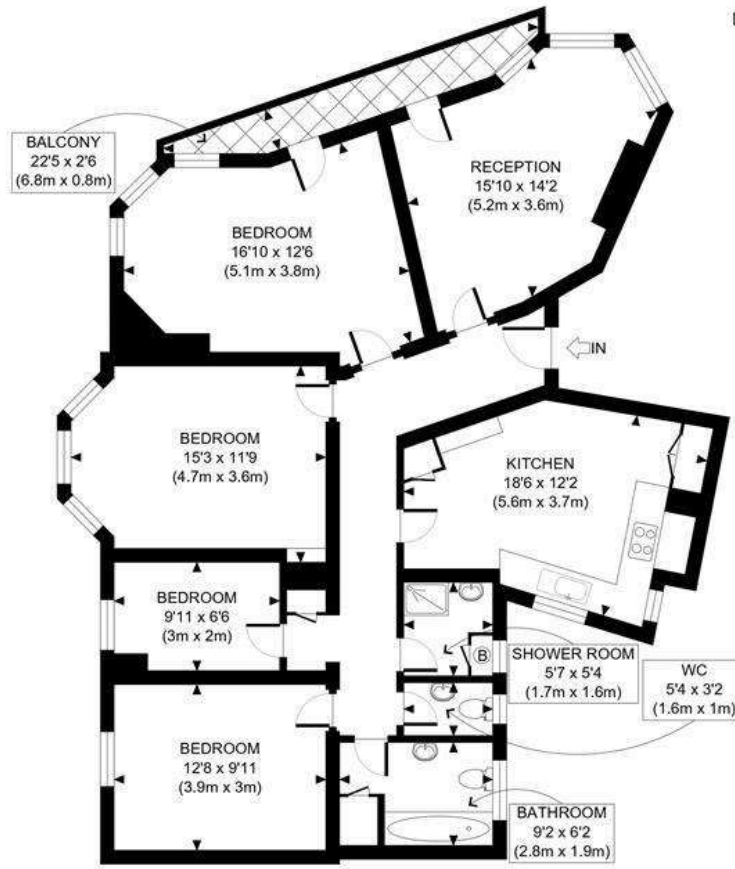 BALCONY
22'5 x 2'6
(6.8m x 0.8m)
RECEPTION
15'10 x 14'2
(5.2m x 3.6m)
BEDROOM
16'10 x 12'6
(5.1m x 3.8m)
IN
BEDROOM
15'3 x 11'9
(4.7m x 3.6m)
KITCHEN
18'6 x 12'2
(5.6m x 3.7m)
BEDROOM
9'11 x 6'6
(3m x 2m)
B
SHOWER ROOM
5'7 x 5'4
(1.7m x 1.6m)
WC
5'4 x 3'2
(1.6m x 1m)
BEDROOM
12'8 x 9'11
(3.9m x 3m)
BATHROOM
9'2 x 6'2
(2.8m x 1.9m)